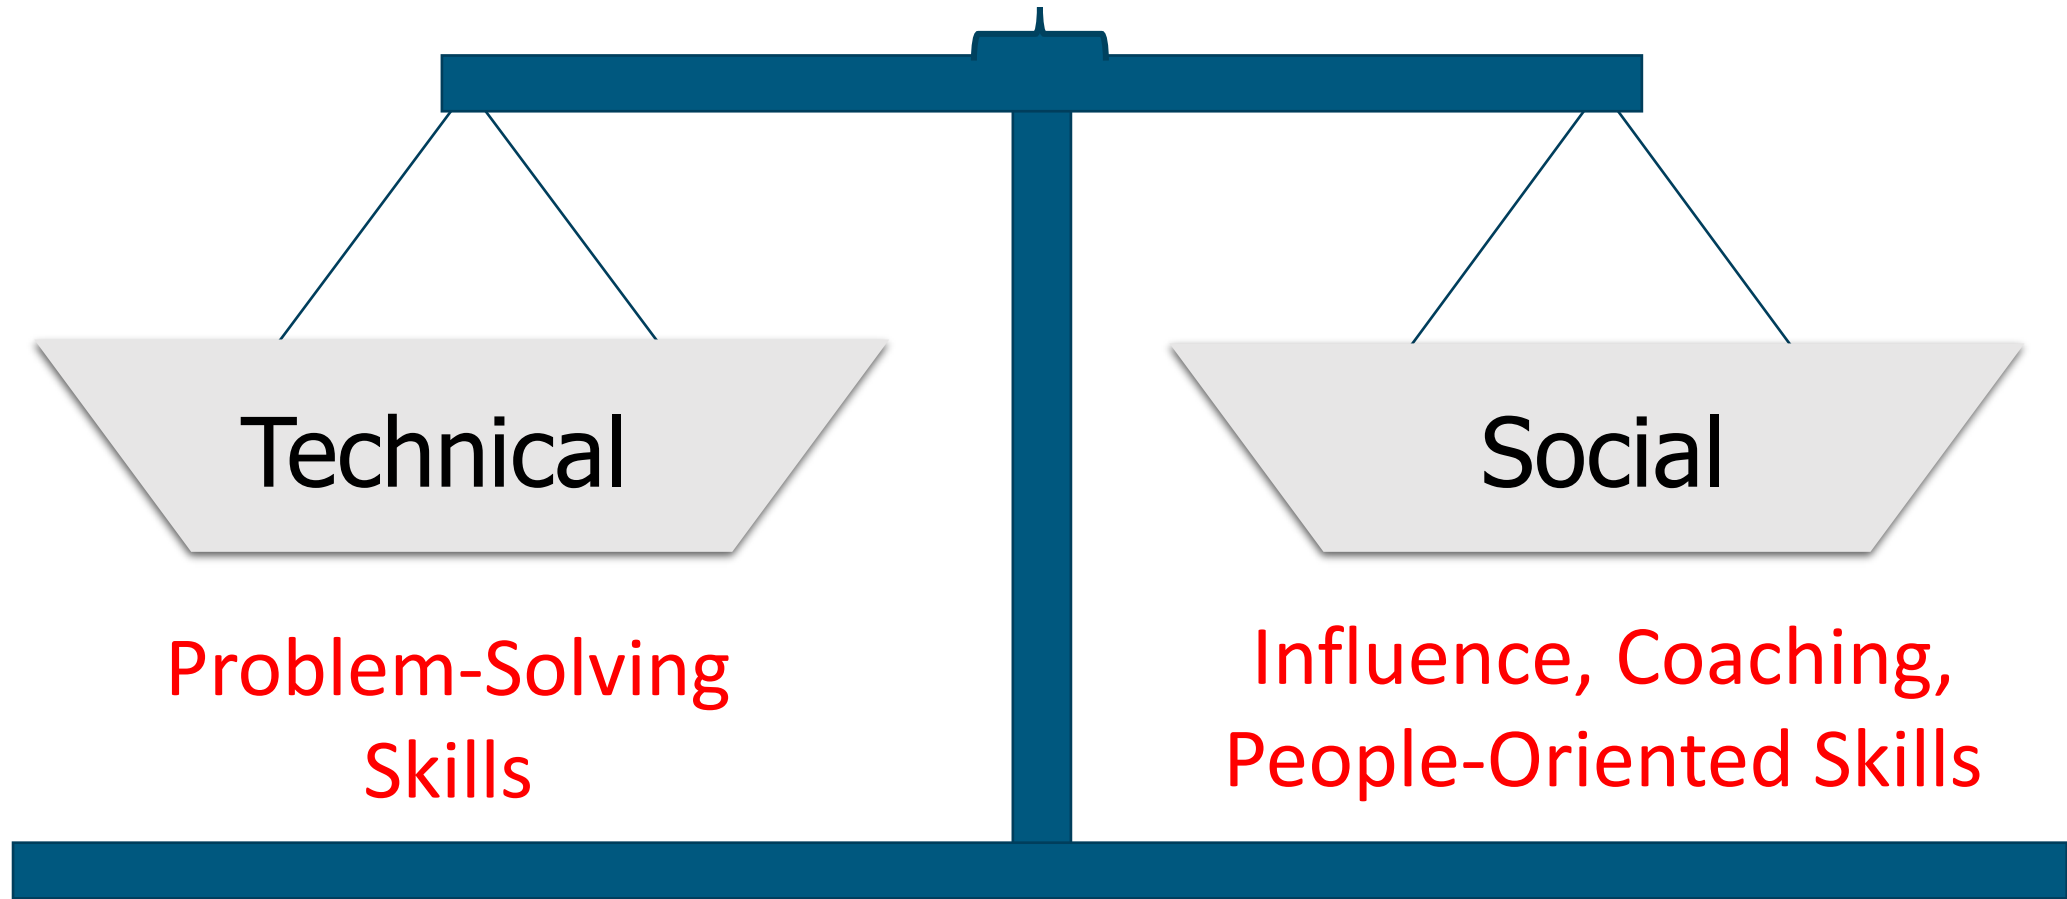 Technical
Social
Problem-Solving
Skills
Influence, Coaching,
People-Oriented Skills